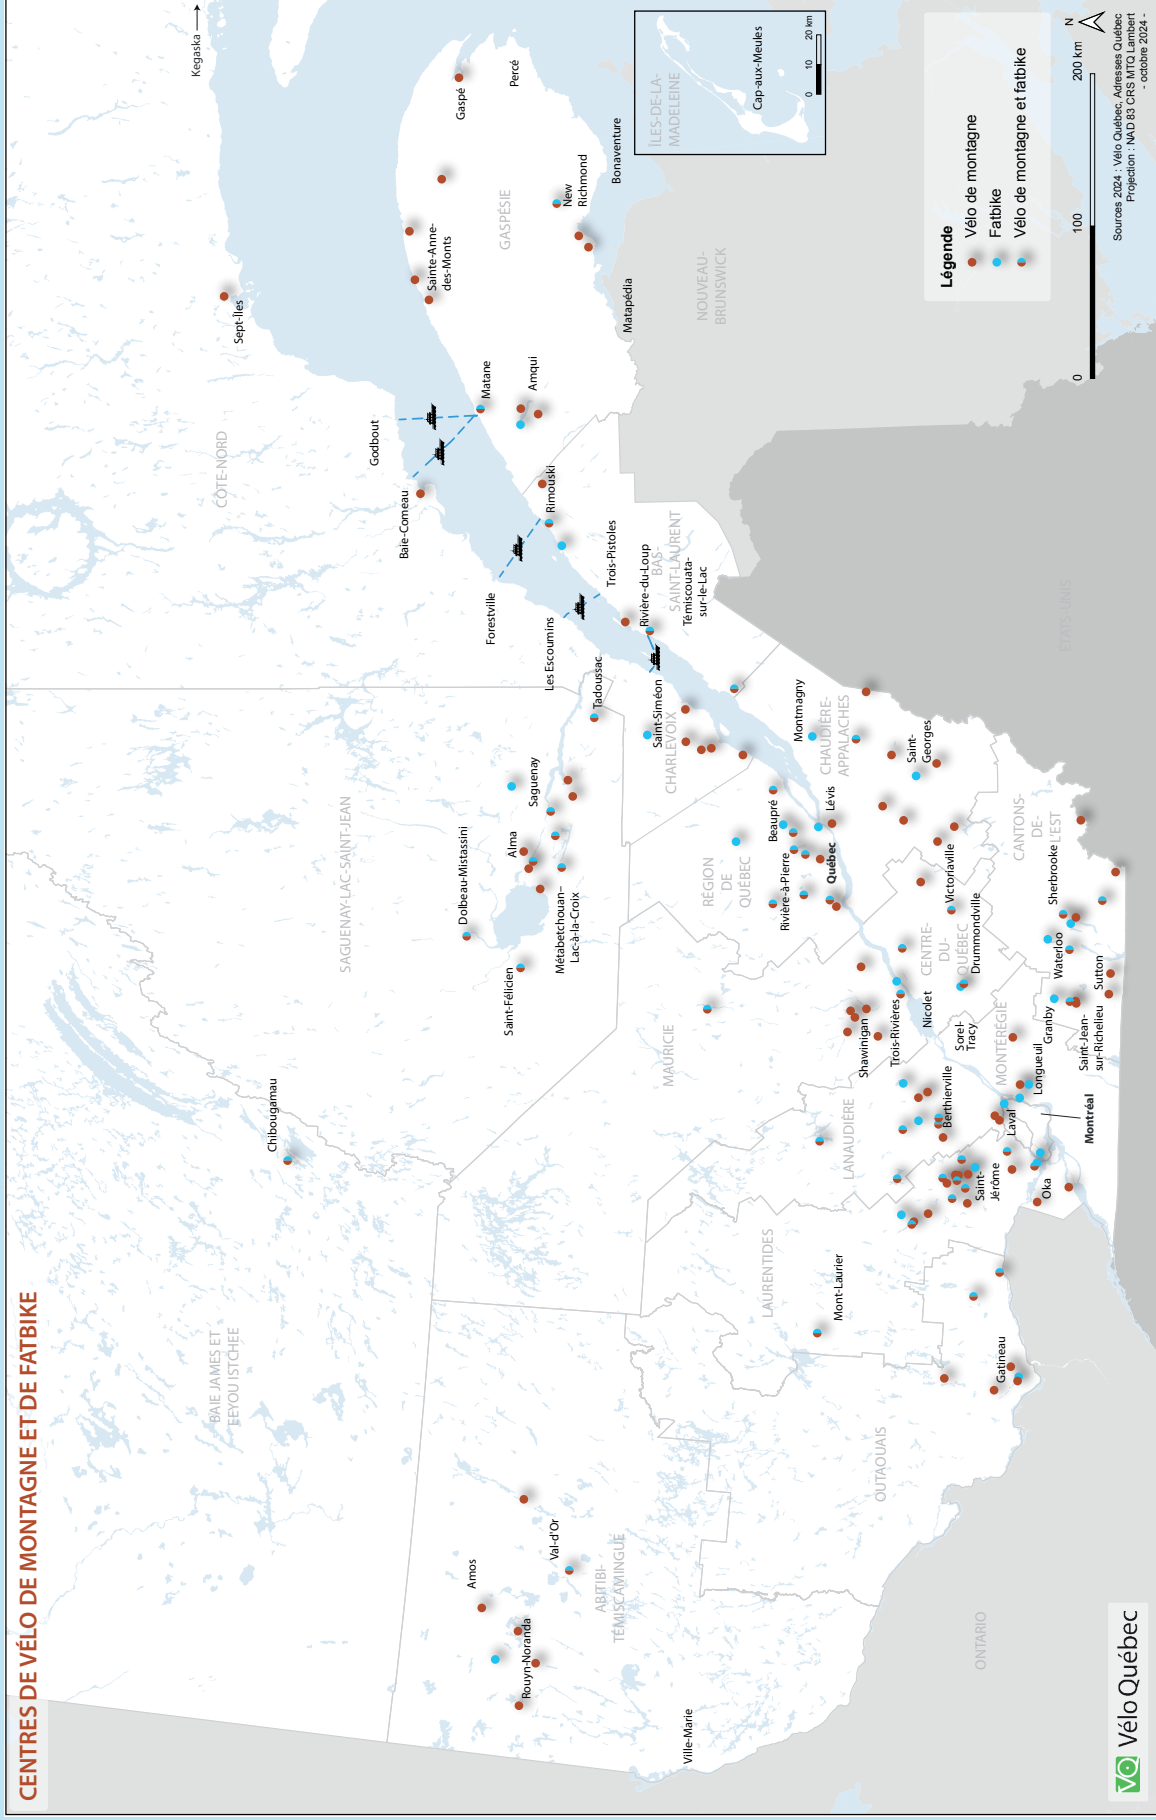 CENTRES DE VÉLO DE MONTAGNE ET DE FATBIKE
Kegaska
BAIE JAMES ET
EEYOU ISTCHEE
Chibougamau
CÔTE-NORD
Sept-Îles
Godbout
Baie-Comeau
Forestville
Les Escoumins
Tadoussac
SAGUENAY-LAC-SAINT-JEAN
Dolbeau-Mistassini
Saint-Félicien
Alma
Saguenay
Métabetchouan–
Lac-à-la-Croix
GASPÉSIE
Gaspé
Percé
Sainte-Anne-
des-Monts
New
Richmond
Bonaventure
Matapédia
Matane
Amqui
Rimouski
Trois-Pistoles
Rivière-du-Loup
BAS-
SAINT-LAURENT
Témiscouata-
sur-le-Lac
Saint-Siméon
CHARLEVOIX
ÎLES-DE-LA-
MADELEINE
Cap-aux-Meules
0
10
20 km
NOUVEAU-
BRUNSWICK
ÉTATS-UNIS
Amos
Val-d'Or
Rouyn-Noranda
ABITIBI-
TÉMISCAMINGUE
Ville-Marie
OUTAOUAIS
Gatineau
ONTARIO
LAURENTIDES
Mont-Laurier
Saint-
Jérôme
Oka
LANAUDIÈRE
Berthierville
Laval
Montréal
Longueuil
MAURICIE
Shawinigan
Trois-Rivières
RÉGION
DE
QUÉBEC
Rivière-à-Pierre
Beaupré
Québec
Lévis
Montmagny
CHAUDIÈRE-
APPALACHES
Saint-
Georges
CENTRE-
DU-
QUÉBEC
Victoriaville
Drummondville
Nicolet
Sorel-
Tracy
MONTÉRÉGIE
Granby
Saint-Jean-
sur-Richelieu
Waterloo
Sutton
Sherbrooke
CANTONS-
DE-
L'EST
Légende
Vélo de montagne
Fatbike
Vélo de montagne et fatbike
0
100
200 km
N
Sources 2024 : Vélo Québec, Adresses Québec
Projection : NAD 83 CRS MTQ Lambert
- octobre 2024 -
VQ Vélo Québec